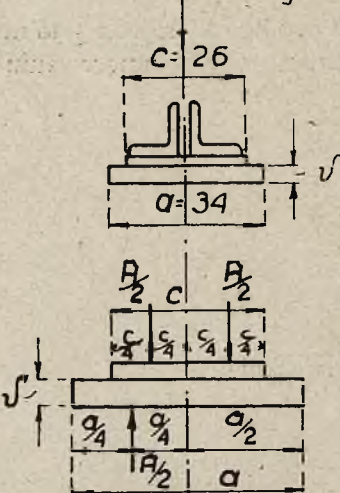 C = 26
v
a = 34
A/2 A/2
c
c/4 c/4 c/4 c/4
v
a/4 a/4 a/2
A/2
a